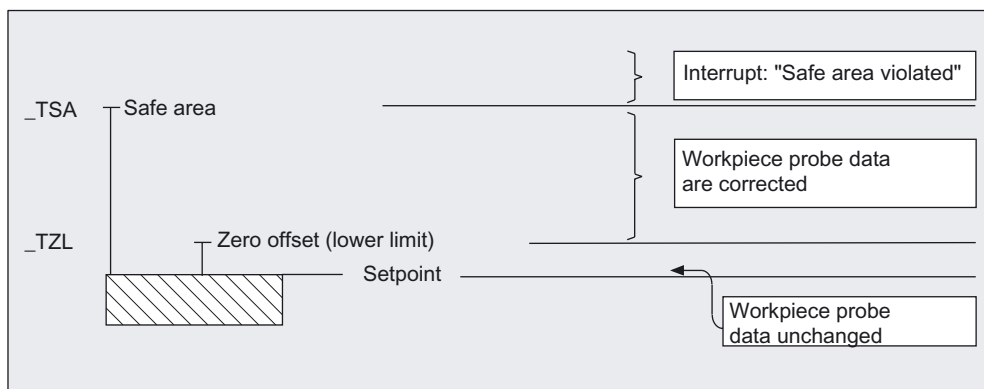 Interrupt: "Safe area violated"
_TSA
Safe area
Workpiece probe data
are corrected
_TZL
Zero offset (lower limit)
Setpoint
Workpiece probe
data unchanged